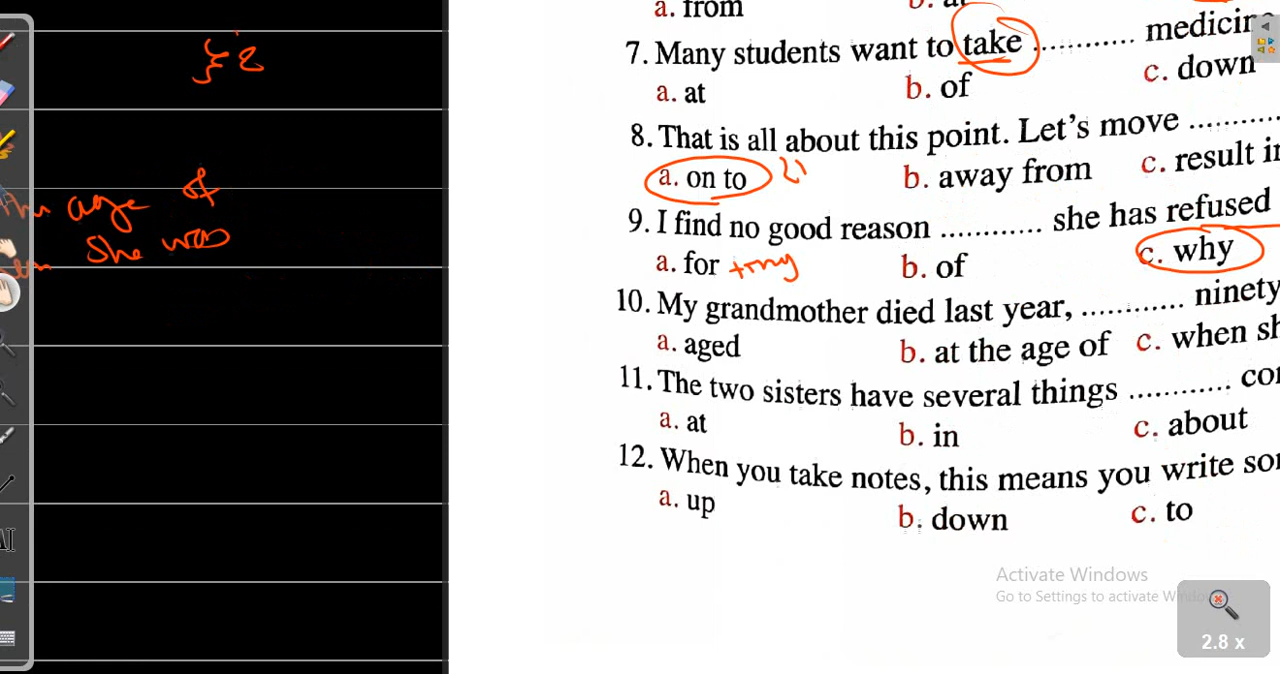 a. from
7. Many students want to take ............ medicin
a. at b. of c. down
8. That is all about this point. Let's move ..........
a. on to b. away from c. result in
9. I find no good reason ............ she has refused
a. for +ing b. of c. why
10. My grandmother died last year, ............ ninety
a. aged b. at the age of c. when sh
11. The two sisters have several things ............ co
a. at b. in c. about
12. When you take notes, this means you write so
a. up b. down c. to
age of
She was
Activate Windows
Go to Settings to activate Windows
2.8 x